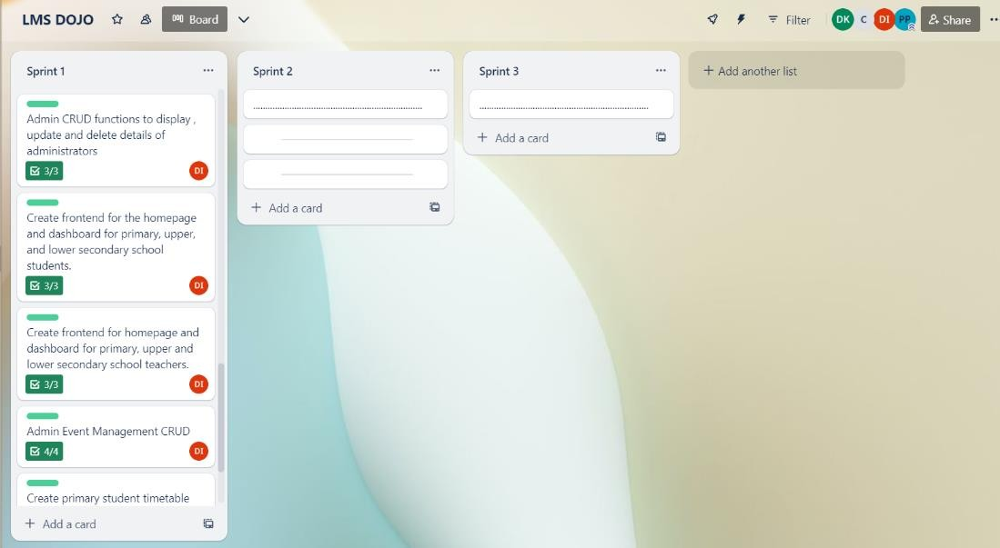 LMS DOJO
Board
Filter
DK
C
DI
PP
Share
Sprint 1
Admin CRUD functions to display ,
update and delete details of
administrators
3/3
DI
Create frontend for the homepage
and dashboard for primary, upper,
and lower secondary school
students.
3/3
DI
Create frontend for homepage and
dashboard for primary, upper and
lower secondary school teachers.
3/3
DI
Admin Event Management CRUD
4/4
DI
Create primary student timetable
+ Add a card
Sprint 2
+ Add a card
Sprint 3
+ Add a card
+ Add another list